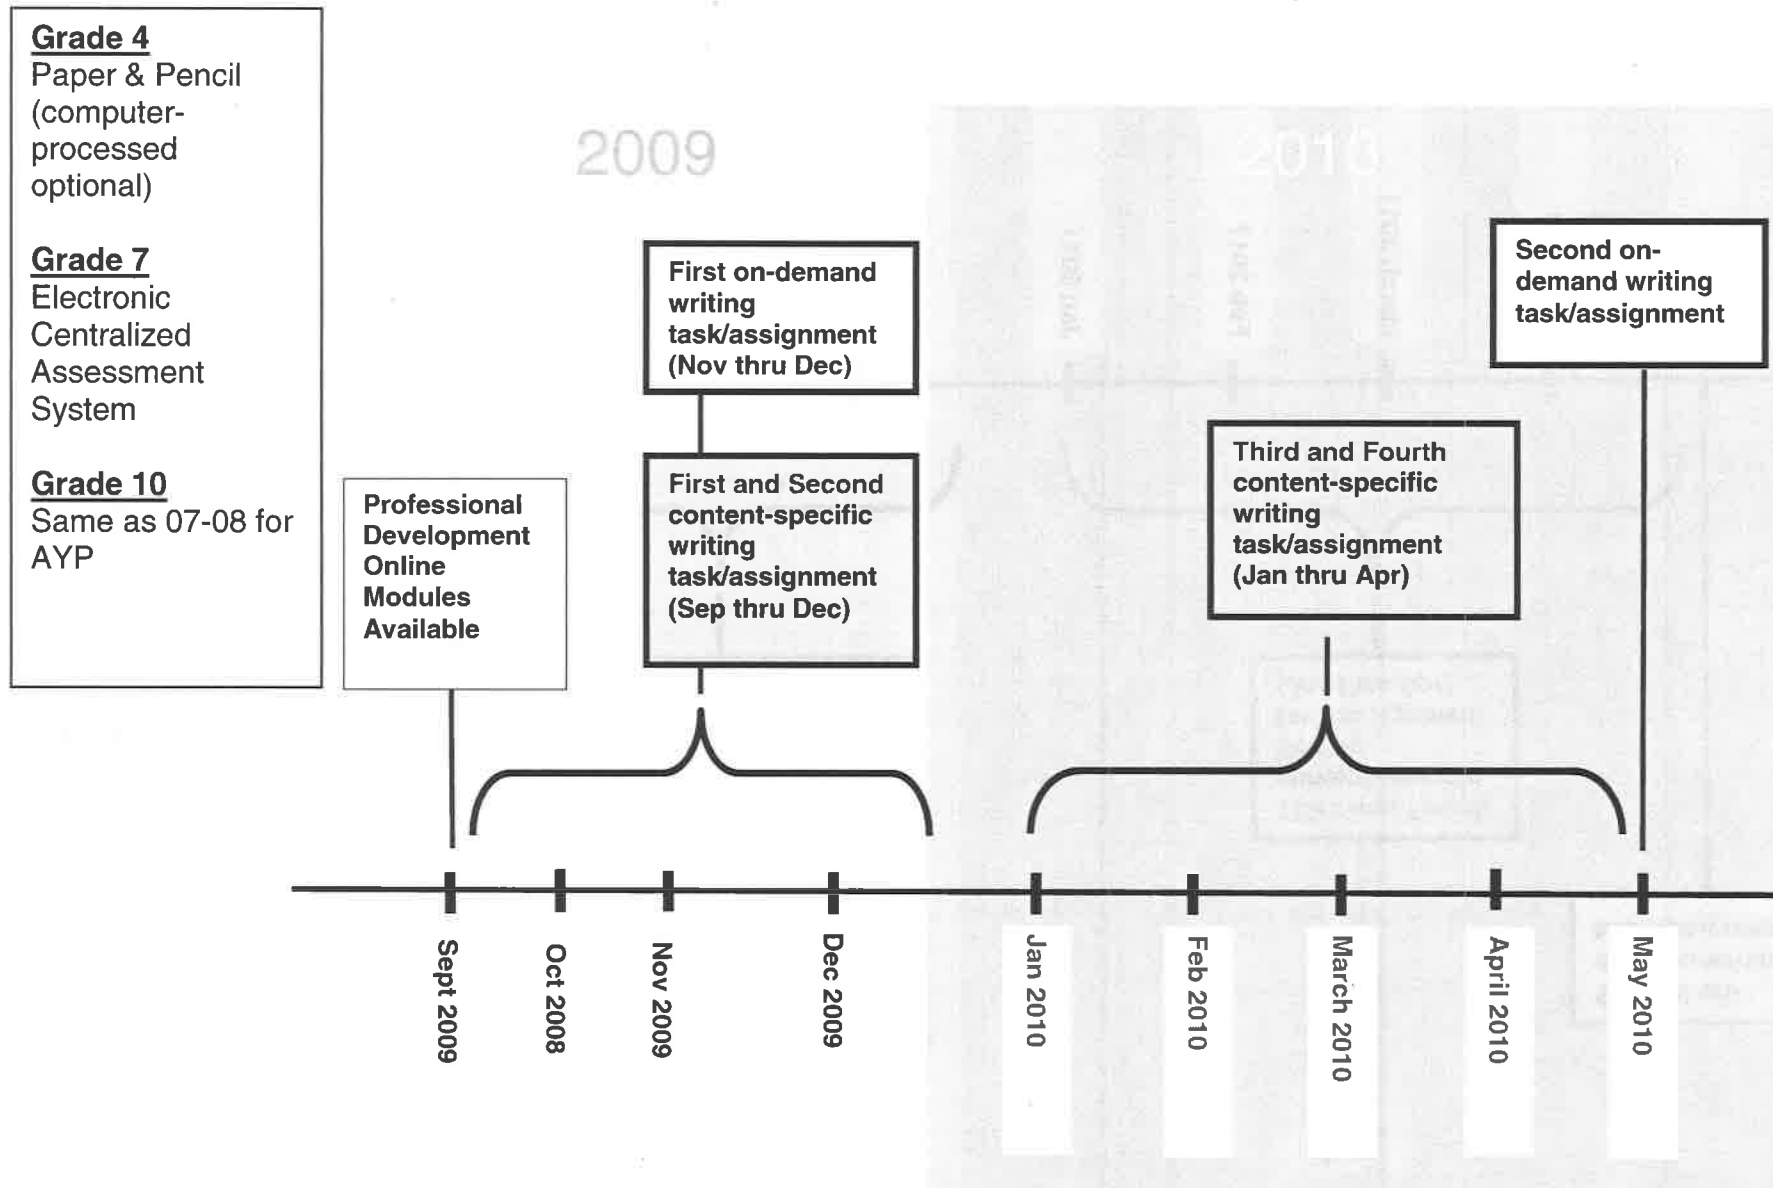 Grade 4
Paper & Pencil
(computer-
processed
optional)
Grade 7
Electronic
Centralized
Assessment
System
Grade 10
Same as 07-08 for
AYP
2009
2010
Professional
Development
Online
Modules
Available
First on-demand
writing
task/assignment
(Nov thru Dec)
First and Second
content-specific
writing
task/assignment
(Sep thru Dec)
Third and Fourth
content-specific
writing
task/assignment
(Jan thru Apr)
Second on-
demand writing
task/assignment
Sept 2009
Oct 2008
Nov 2009
Dec 2009
Jan 2010
Feb 2010
March 2010
April 2010
May 2010